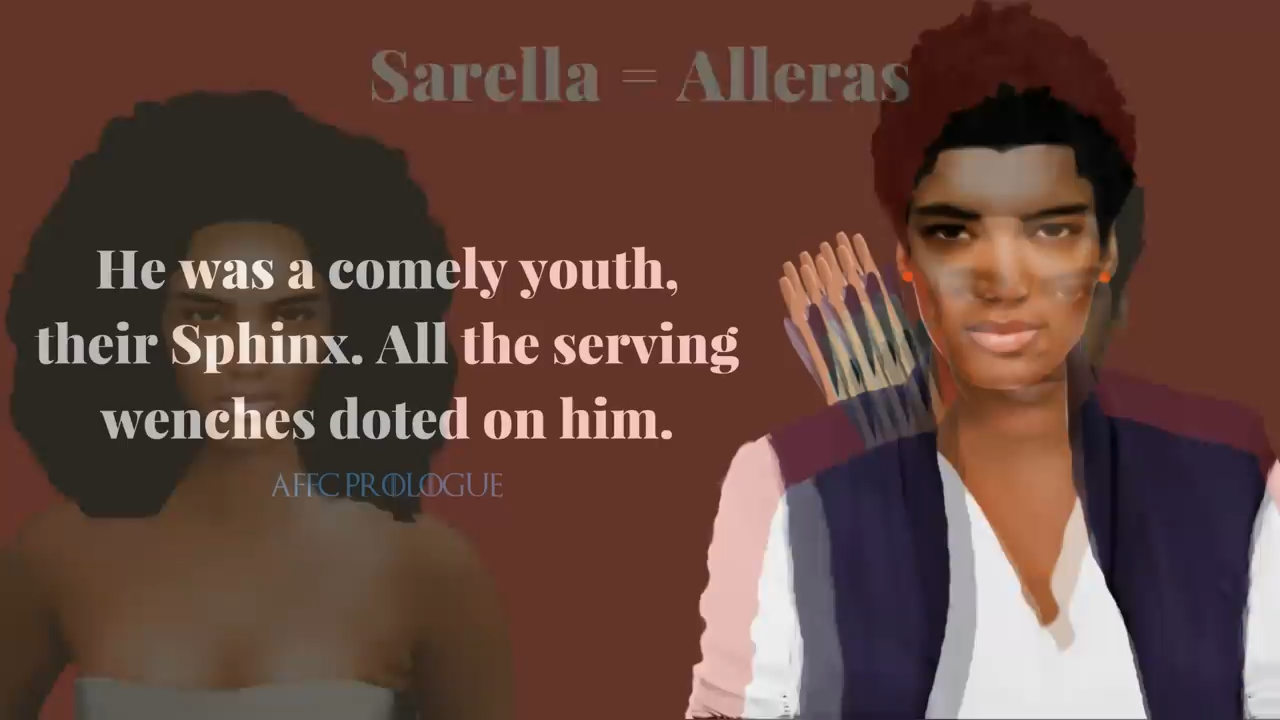 Sarella = Alleras
He was a comely youth,
their Sphinx. All the serving
wenches doted on him.
AFFC PROLOGUE